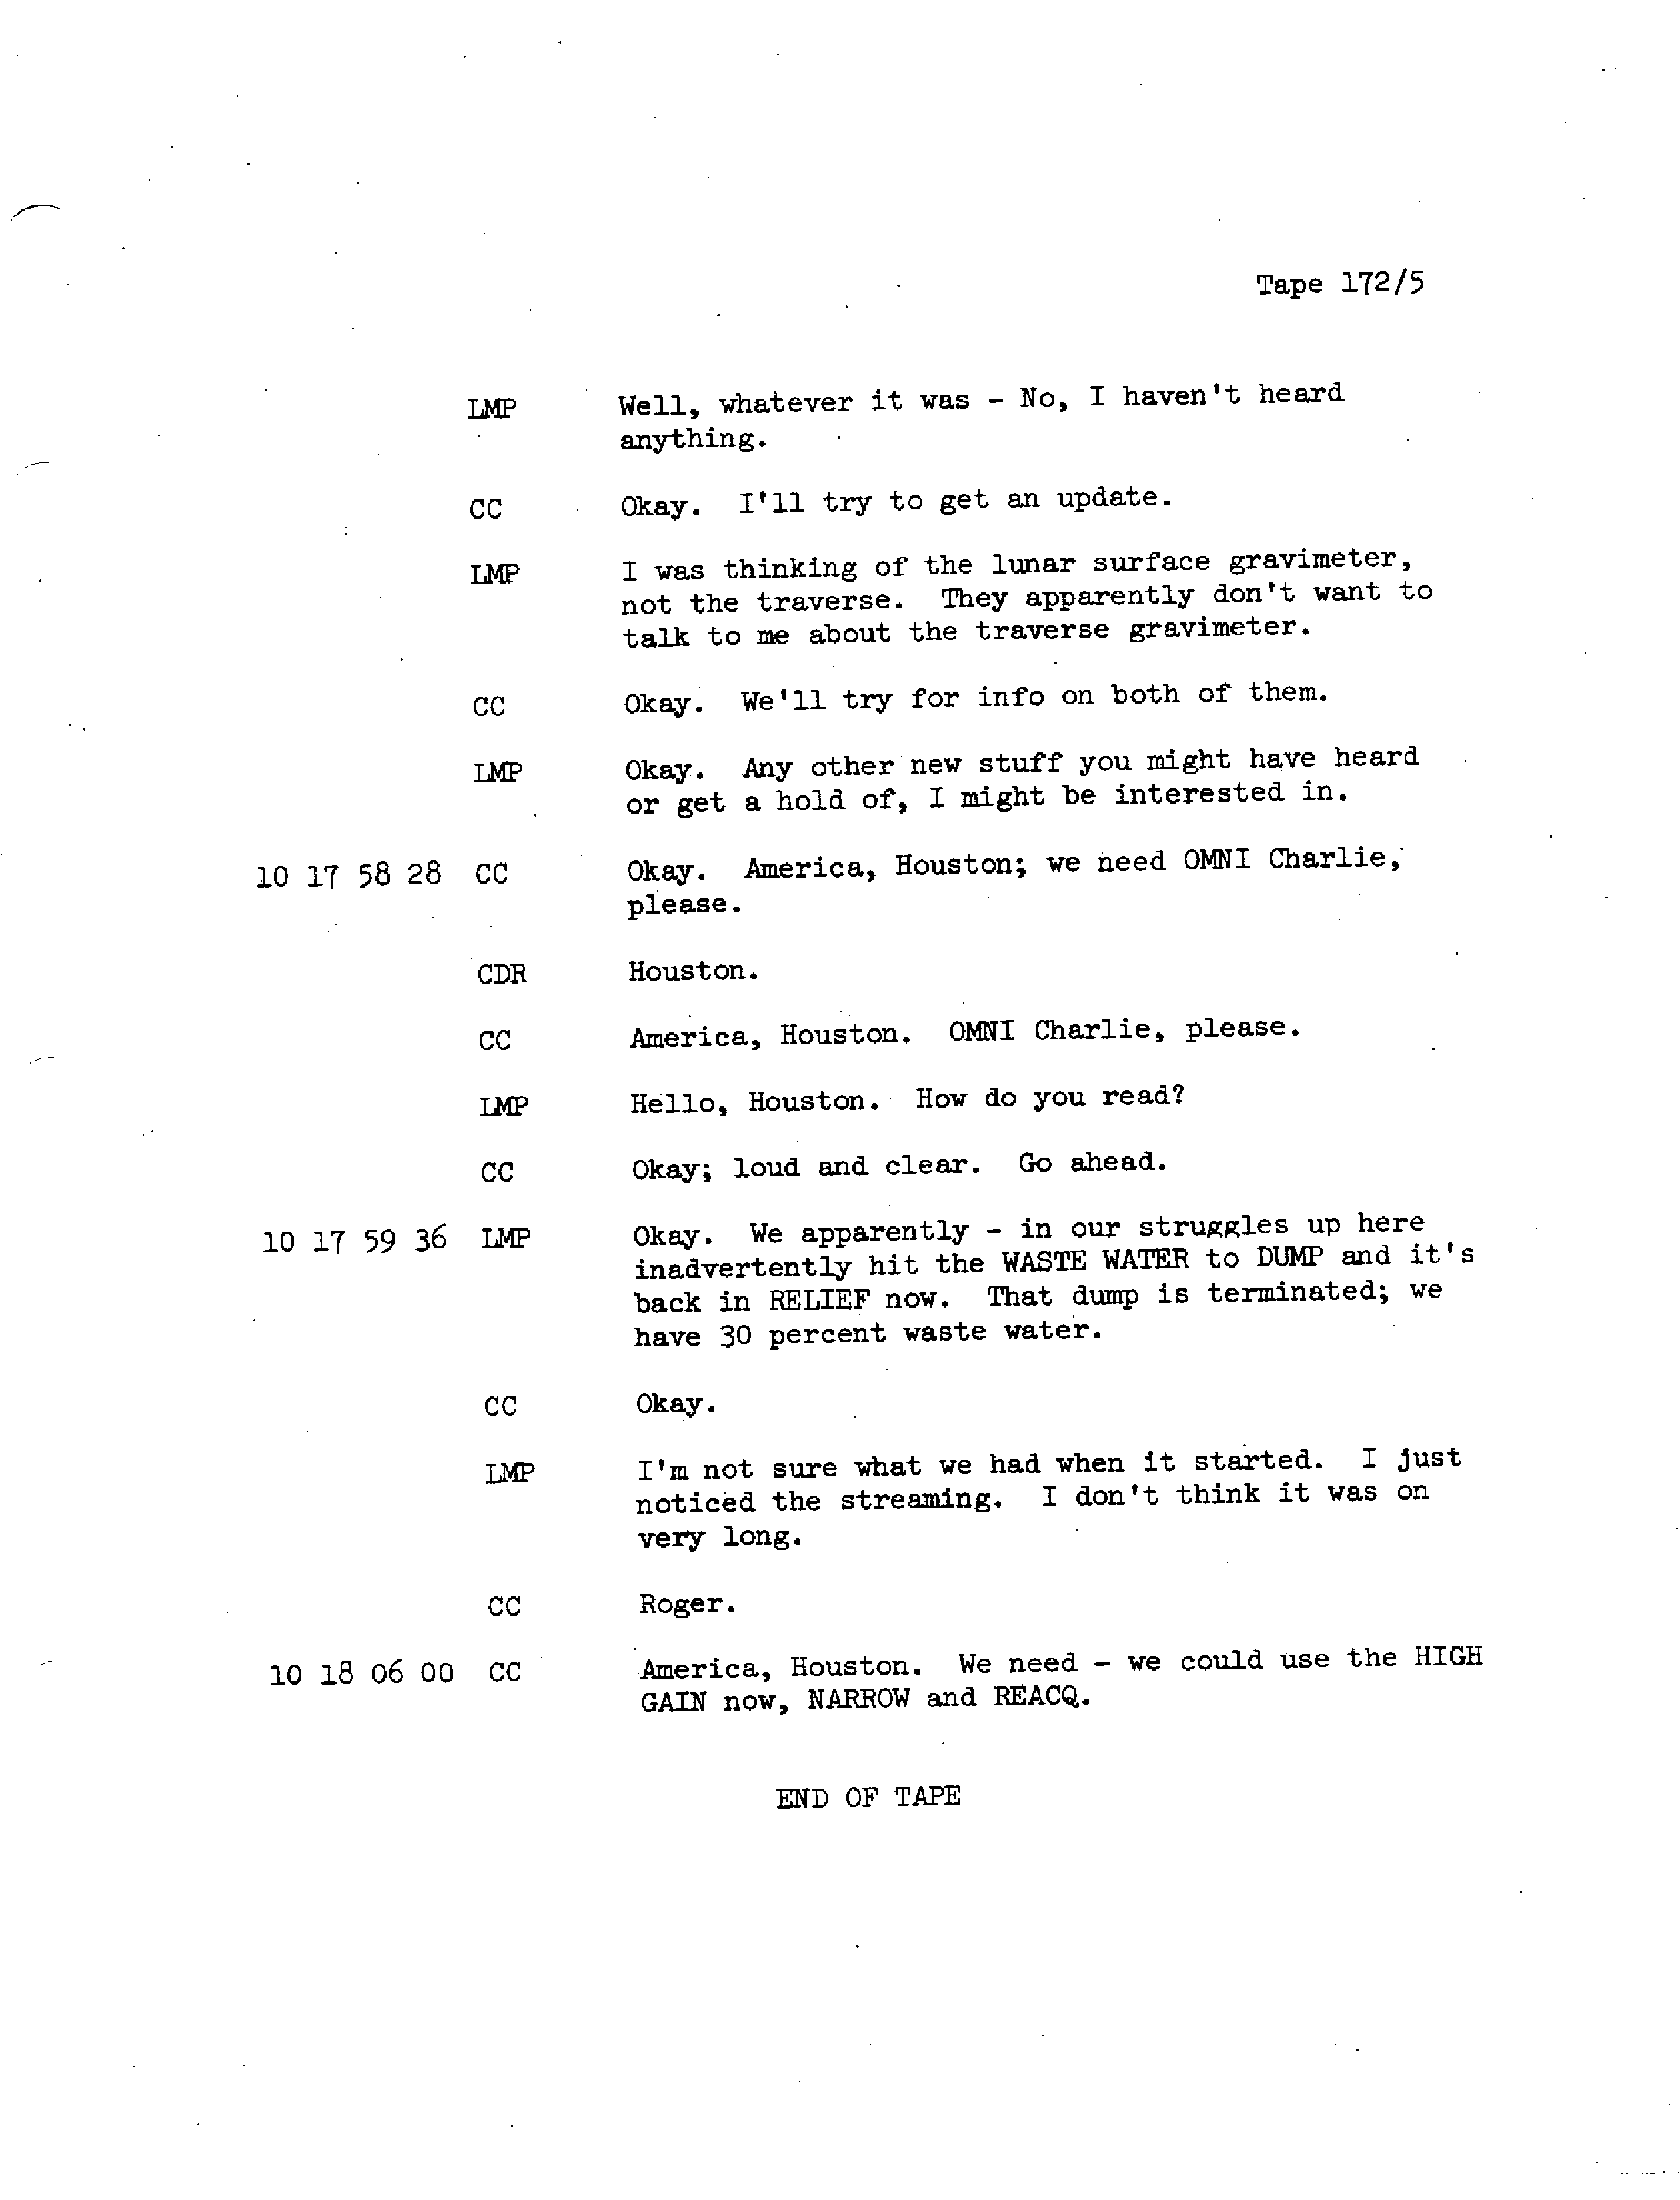 Tape 172/5
LMP Well, whatever it was - No, I haven't heard
anything.
CC Okay. I'll try to get an update.
LMP I was thinking of the lunar surface gravimeter,
not the traverse. They apparently don't want to
talk to me about the traverse gravimeter.
CC Okay. We'll try for info on both of them.
LMP Okay. Any other new stuff you might have heard
or get a hold of, I might be interested in.
10 17 58 28 CC Okay. America, Houston; we need OMNI Charlie,
please.
CDR Houston.
CC America, Houston. OMNI Charlie, please.
LMP Hello, Houston. How do you read?
CC Okay; loud and clear. Go ahead.
10 17 59 36 LMP Okay. We apparently - in our struggles up here
inadvertently hit the WASTE WATER to DUMP and it's
back in RELIEF now. That dump is terminated; we
have 30 percent waste water.
CC Okay.
LMP I'm not sure what we had when it started. I just
noticed the streaming. I don't think it was on
very long.
CC Roger.
10 18 06 00 CC America, Houston. We need - we could use the HIGH
GAIN now, NARROW and REACQ.
END OF TAPE